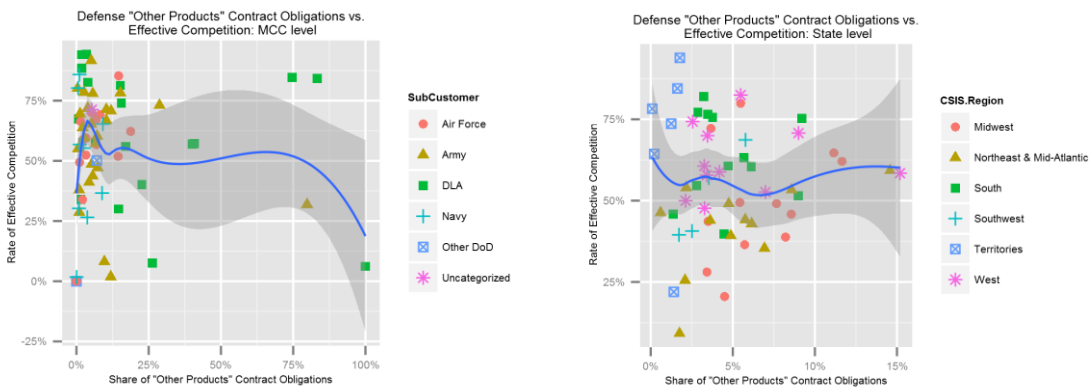 Defense "Other Products" Contract Obligations vs.
Effective Competition: MCC level
75%
50%
25%
0%
-25%
Rate of Effective Competition
0%
25%
50%
75%
100%
Share of "Other Products" Contract Obligations
SubCustomer
Air Force
Army
DLA
Navy
Other DoD
Uncategorized
Defense "Other Products" Contract Obligations vs.
Effective Competition: State level
75%
50%
25%
Rate of Effective Competition
0%
5%
10%
15%
Share of "Other Products" Contract Obligations
CSIS.Region
Midwest
Northeast & Mid-Atlantic
South
Southwest
Territories
West